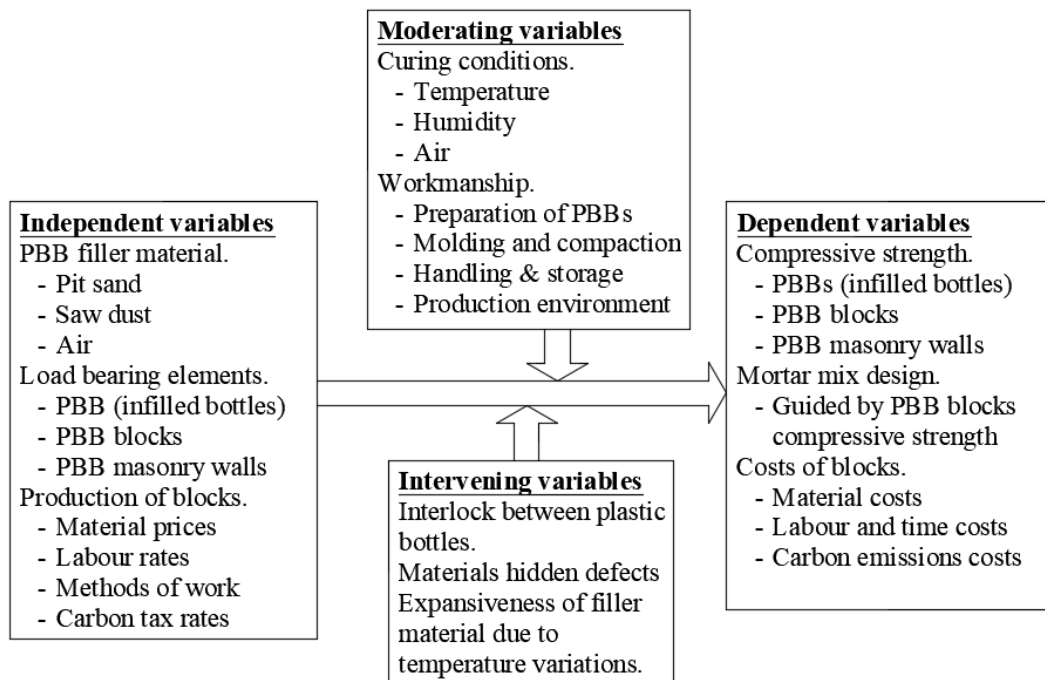 Moderating variables
Curing conditions.
- Temperature
- Humidity
- Air
Workmanship.
- Preparation of PBBs
- Molding and compaction
- Handling & storage
- Production environment
Independent variables
PBB filler material.
- Pit sand
- Saw dust
- Air
Load bearing elements.
- PBB (infilled bottles)
- PBB blocks
- PBB masonry walls
Production of blocks.
- Material prices
- Labour rates
- Methods of work
- Carbon tax rates
Dependent variables
Compressive strength.
- PBBs (infilled bottles)
- PBB blocks
- PBB masonry walls
Mortar mix design.
- Guided by PBB blocks
compressive strength
Costs of blocks.
- Material costs
- Labour and time costs
- Carbon emissions costs
Intervening variables
Interlock between plastic
bottles.
Materials hidden defects
Expansiveness of filler
material due to
temperature variations.